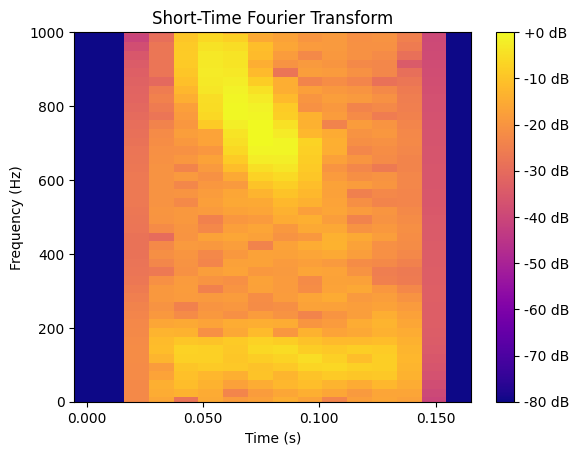 Short-Time Fourier Transform
1000
800
600
400
200
0
Frequency (Hz)
0.000
0.050
0.100
0.150
Time (s)
+0 dB
-10 dB
-20 dB
-30 dB
-40 dB
-50 dB
-60 dB
-70 dB
-80 dB